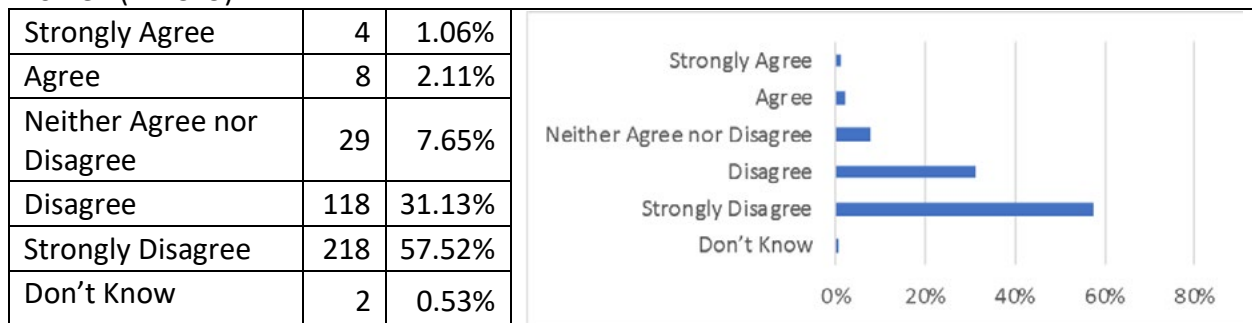 Strongly Agree 4 1.06%
Agree 8 2.11%
Neither Agree nor
Disagree 29 7.65%
Disagree 118 31.13%
Strongly Disagree 218 57.52%
Don't Know 2 0.53%
Strongly Agree
Agree
Neither Agree nor Disagree
Disagree
Strongly Disagree
Don't Know
0% 20% 40% 60% 80%